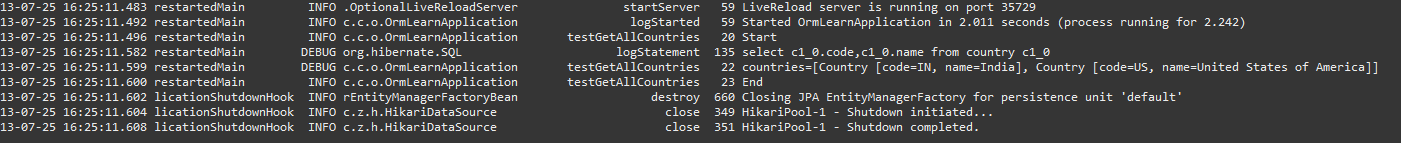 13-07-25 16:25:11.483 restartedMain INFO .OptionalLiveReloadServer startServer 59 LiveReload server is running on port 35729
13-07-25 16:25:11.492 restartedMain INFO c.c.o.OrmLearnApplication logStarted 59 Started OrmLearnApplication in 2.011 seconds (process running for 2.242)
13-07-25 16:25:11.496 restartedMain INFO c.c.o.OrmLearnApplication testGetAllCountries 20 Start
13-07-25 16:25:11.582 restartedMain DEBUG org.hibernate.SQL logStatement 135 select c1_0.code,c1_0.name from country c1_0
13-07-25 16:25:11.599 restartedMain DEBUG c.c.o.OrmLearnApplication testGetAllCountries 22 countries=[Country [code=IN, name=India], Country [code=US, name=United States of America]]
13-07-25 16:25:11.600 restartedMain INFO c.c.o.OrmLearnApplication testGetAllCountries 23 End
13-07-25 16:25:11.602 licationShutdownHook INFO rEntityManagerFactoryBean destroy 660 Closing JPA EntityManagerFactory for persistence unit 'default'
13-07-25 16:25:11.604 licationShutdownHook INFO c.z.h.HikariDataSource close 349 HikariPool-1 - Shutdown initiated...
13-07-25 16:25:11.608 licationShutdownHook INFO c.z.h.HikariDataSource close 351 HikariPool-1 - Shutdown completed.